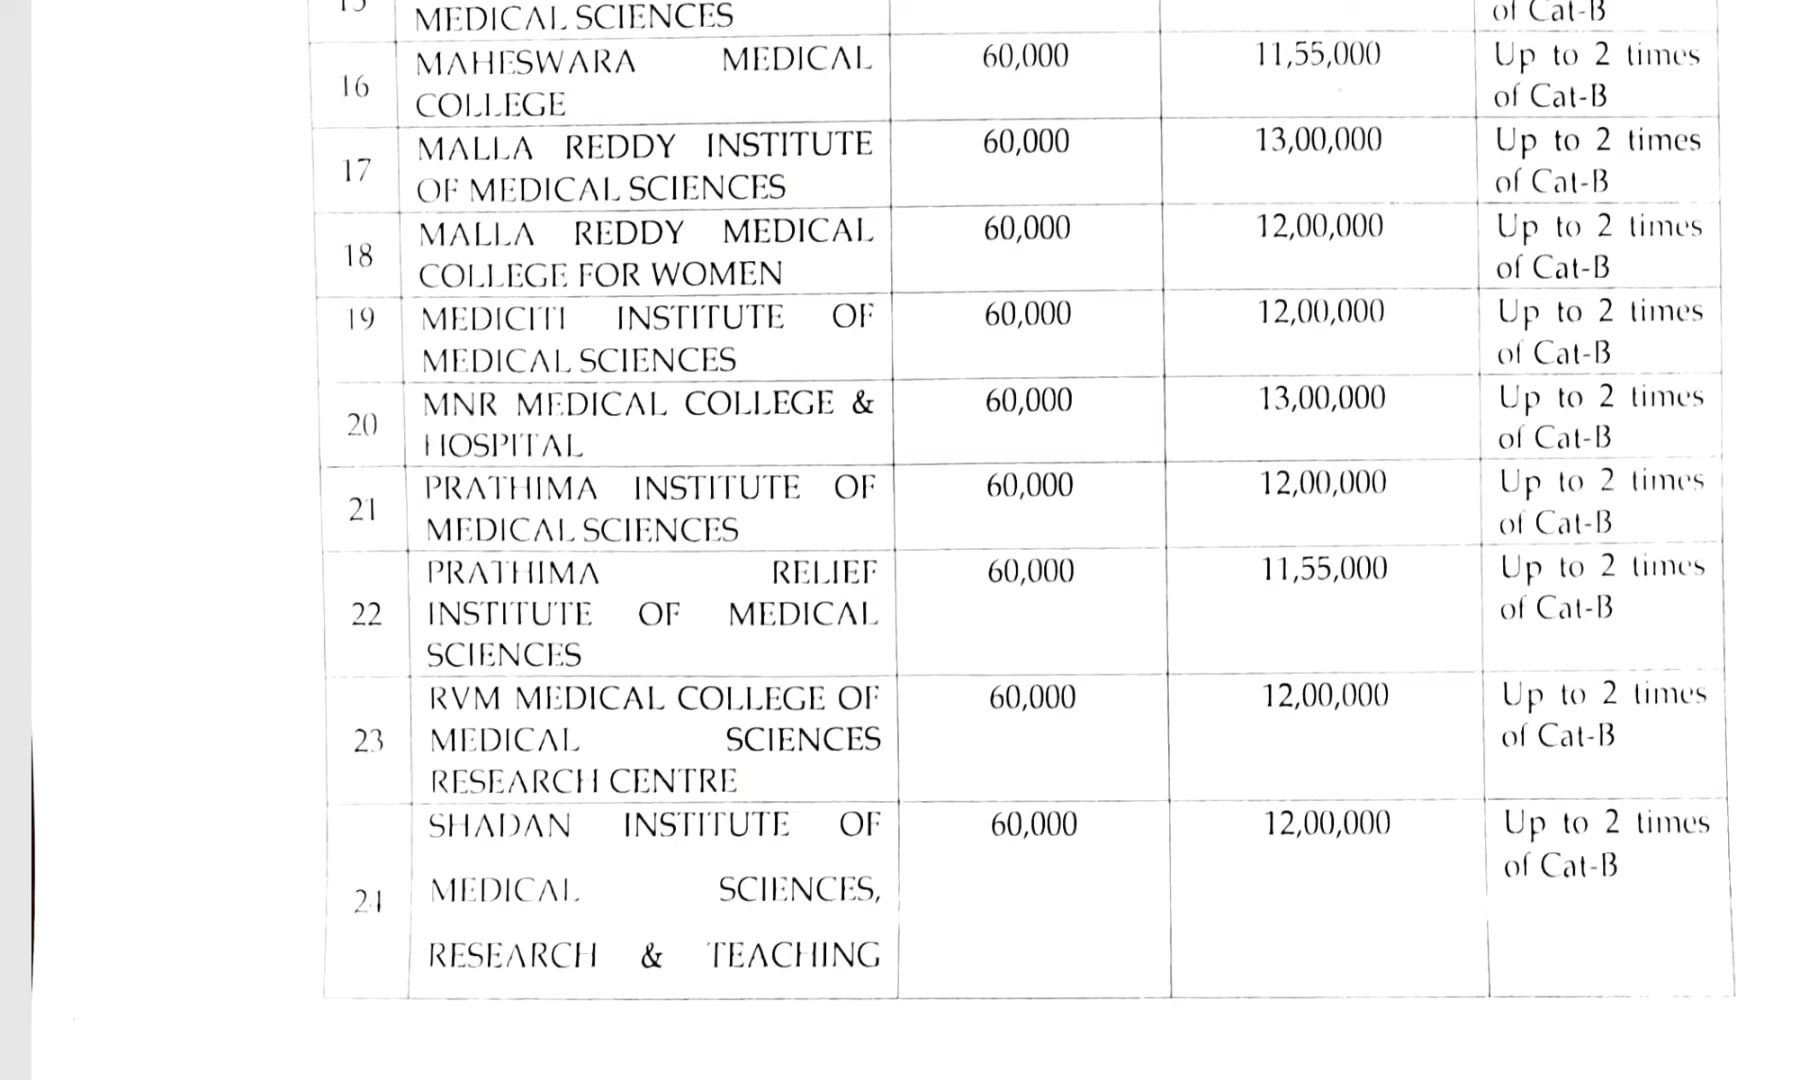 MEDICAL SCIENCES of Cat-B
16 MAHESWARA MEDICAL COLLEGE 60,000 11,55,000 Up to 2 times of Cat-B
17 MALLA REDDY INSTITUTE OF MEDICAL SCIENCES 60,000 13,00,000 Up to 2 times of Cat-B
18 MALLA REDDY MEDICAL COLLEGE FOR WOMEN 60,000 12,00,000 Up to 2 times of Cat-B
19 MEDICITI INSTITUTE OF MEDICAL SCIENCES 60,000 12,00,000 Up to 2 times of Cat-B
20 MNR MEDICAL COLLEGE & HOSPITAL 60,000 13,00,000 Up to 2 times of Cat-B
21 PRATHIMA INSTITUTE OF MEDICAL SCIENCES 60,000 12,00,000 Up to 2 times of Cat-B
22 PRATHIMA RELIEF INSTITUTE OF MEDICAL SCIENCES 60,000 11,55,000 Up to 2 times of Cat-B
23 RVM MEDICAL COLLEGE OF MEDICAL SCIENCES RESEARCH CENTRE 60,000 12,00,000 Up to 2 times of Cat-B
24 SHADAN INSTITUTE OF MEDICAL SCIENCES, RESEARCH & TEACHING 60,000 12,00,000 Up to 2 times of Cat-B